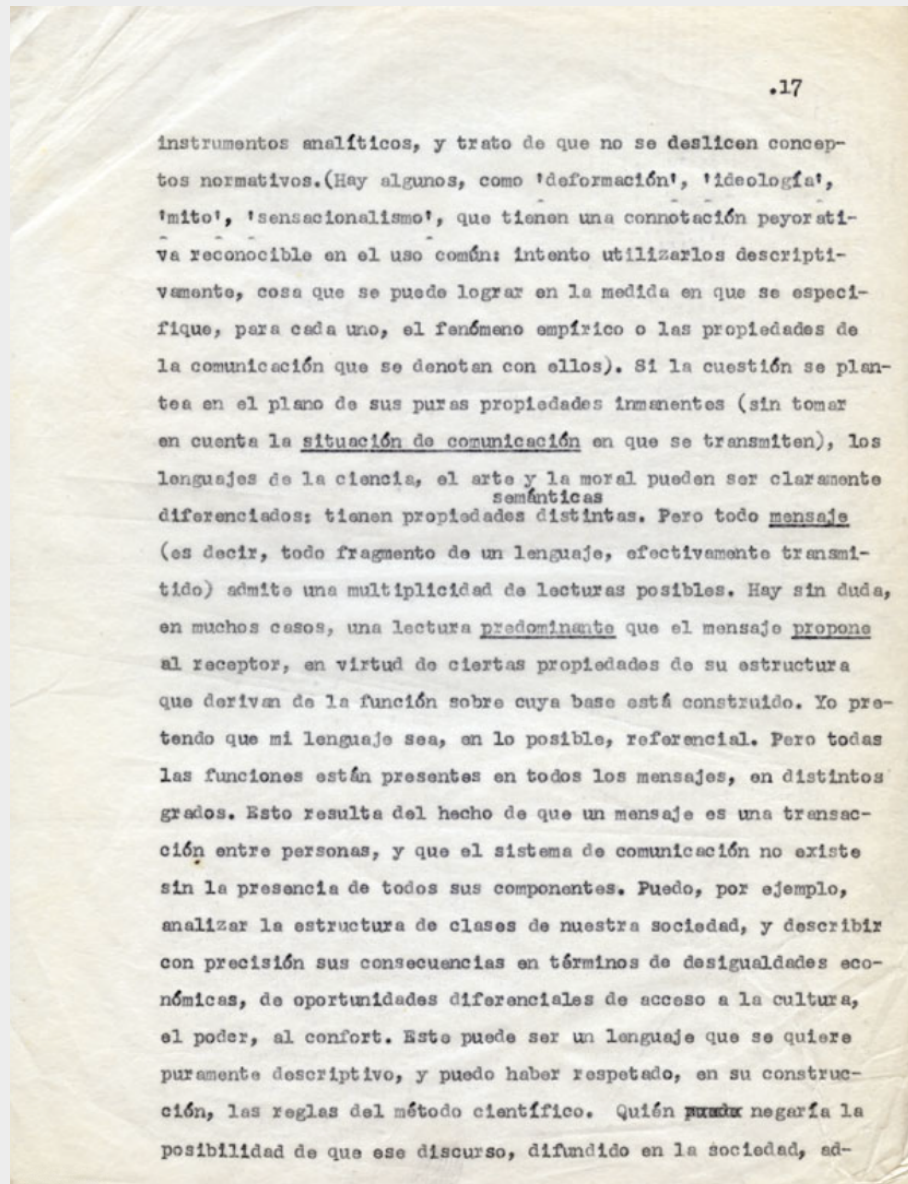 .17
instrumentos analíticos, y trato de que no se deslicen concep-
tos normativos.(Hay algunos, como 'deformación', 'ideología',
'mito', 'sensacionalismo', que tienen una connotación peyorati-
va reconocible en el uso común: intento utilizarlos descripti-
vamente, cosa que se puede lograr en la medida en que se especi-
fique, para cada uno, el fenómeno empírico o las propiedades de
la comunicación que se denotan con ellos). Si la cuestión se plan-
tea en el plano de sus puras propiedades inmanentes (sin tomar
en cuenta la situación de comunicación en que se transmiten), los
lenguajes de la ciencia, el arte y la moral pueden ser claramente
semánticas
diferenciados: tienen propiedades distintas. Pero todo mensaje
(es decir, todo fragmento de un lenguaje, efectivamente transmi-
tido) admite una multiplicidad de lecturas posibles. Hay sin duda,
en muchos casos, una lectura predominante que el mensaje propone
al receptor, en virtud de ciertas propiedades de su estructura
que derivan de la función sobre cuya base está construido. Yo pre-
tendo que mi lenguaje sea, en lo posible, referencial. Pero todas
las funciones están presentes en todos los mensajes, en distintos
grados. Esto resulta del hecho de que un mensaje es una transac-
ción entre personas, y que el sistema de comunicación no existe
sin la presencia de todos sus componentes. Puedo, por ejemplo,
analizar la estructura de clases de nuestra sociedad, y describir
con precisión sus consecuencias en términos de desigualdades eco-
nómicas, de oportunidades diferenciales de acceso a la cultura,
el poder, al confort. Este puede ser un lenguaje que se quiere
puramente descriptivo, y puedo haber respetado, en su construc-
ción, las reglas del método científico. Quién negaría la
posibilidad de que ese discurso, difundido en la sociedad, ad-